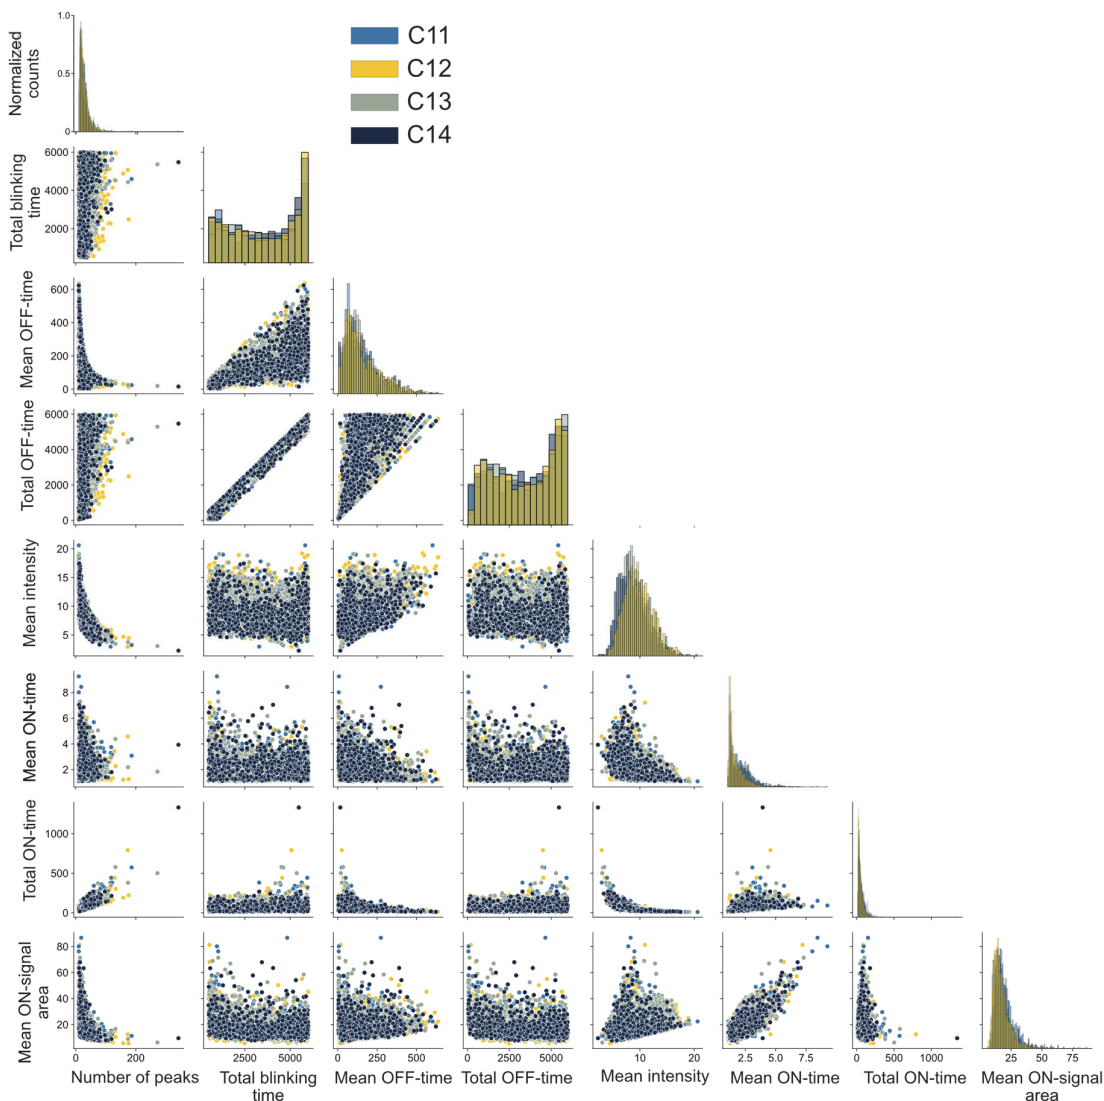 1.0
Normalized
counts
0.5
0
C11
C12
C13
C14
6000
Total blinking
time
4000
2000
600
Mean OFF-time
400
200
0
6000
Total OFF-time
4000
2000
0
20
Mean intensity
15
10
5
8
Mean ON-time
6
4
2
Total ON-time
1000
500
0
80
Mean ON-signal
area
60
40
20
0 200
2500 5000
0 250 500
2500 5000
10 20
2.5 5.0 7.5
0 500 1000
25 50 75
Number of peaks
Total blinking
time
Mean OFF-time
Total OFF-time
Mean intensity
Mean ON-time
Total ON-time
Mean ON-signal
area